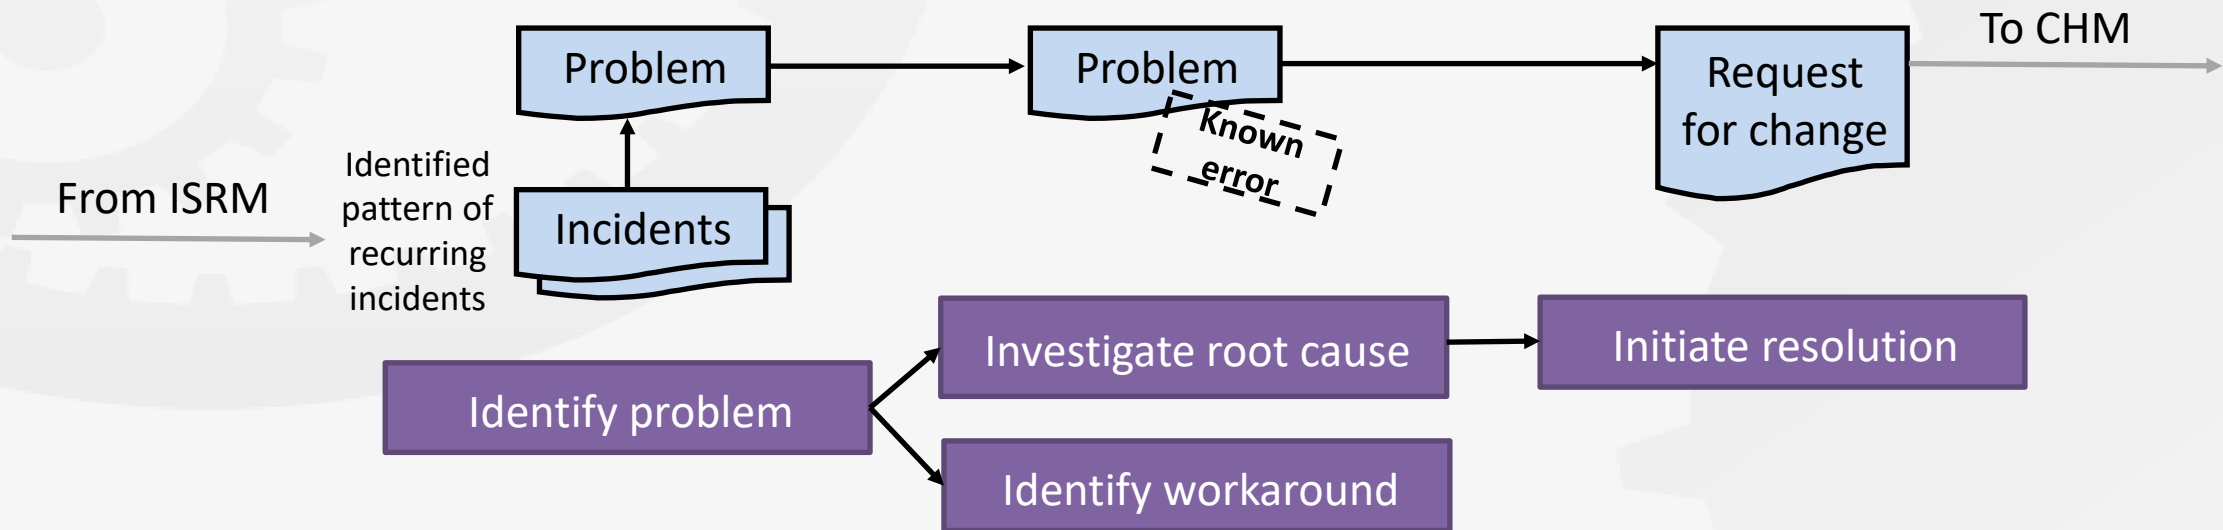 Problem
Problem
Request
for change
To CHM
Known
error
From ISRM
Identified
pattern of
recurring
incidents
Incidents
Identify problem
Investigate root cause
Initiate resolution
Identify workaround